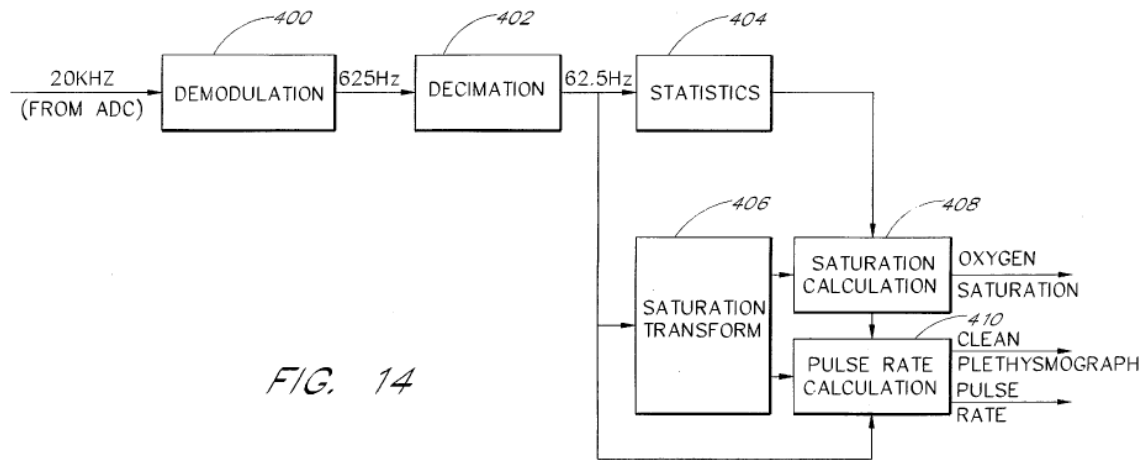 400
402
404
20KHZ
(FROM ADC)
DEMODULATION
625Hz
DECIMATION
62.5Hz
STATISTICS
406
408
SATURATION
TRANSFORM
SATURATION
CALCULATION
OXYGEN
SATURATION
410
PULSE RATE
CALCULATION
CLEAN
PLETHYSMOGRAPH
PULSE
RATE
FIG. 14